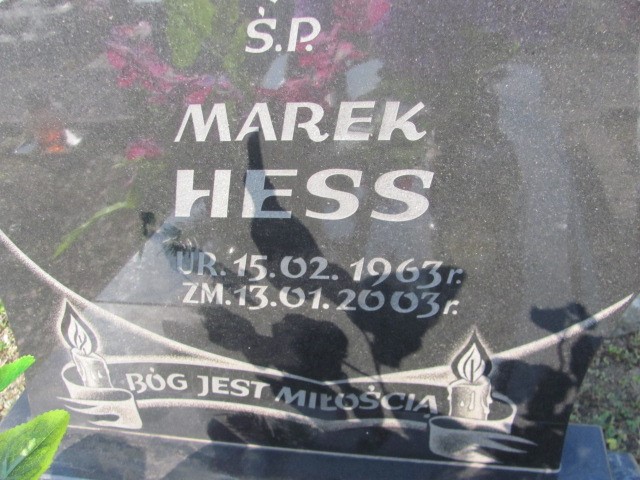 Ś.P.
MAREK
HESS
UR. 15.02. 1963r.
ZM. 13.01.2003r.
BÓG JEST MIŁOŚCIĄ